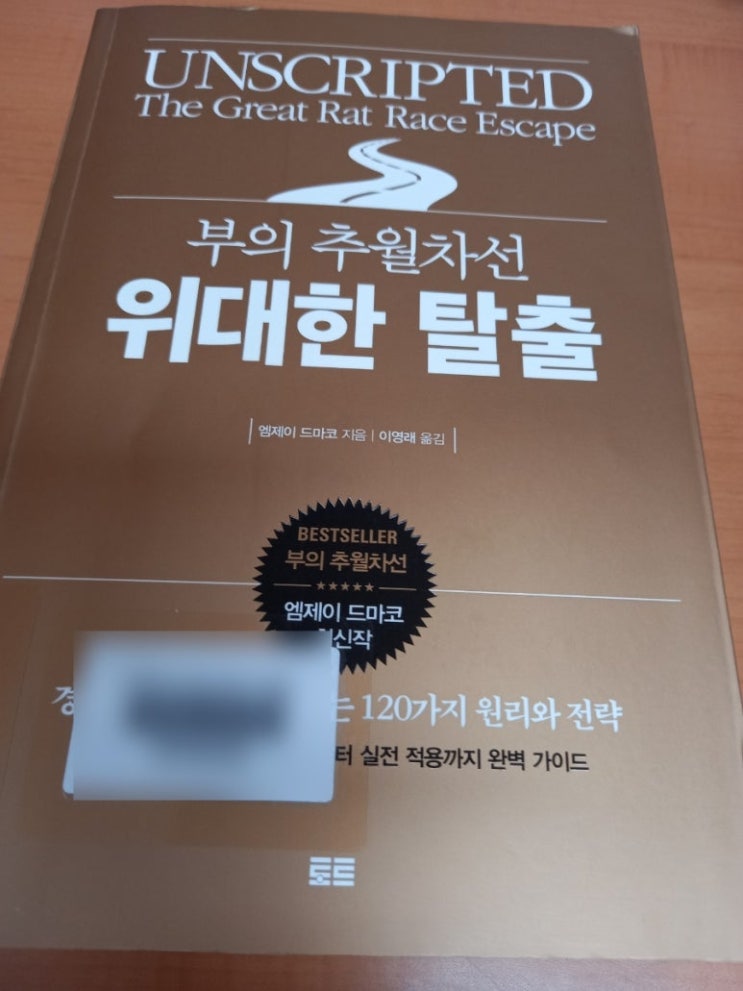 UNSCRIPTED
The Great Rat Race Escape
부의 추월차선
위대한 탈출
엠제이 드마코 지음 | 이영래 옮김
BESTSELLER
부의 추월차선
★★★★★
엠제이 드마코
120가지 원리와 전략
실전 적용까지 완벽 가이드
토트